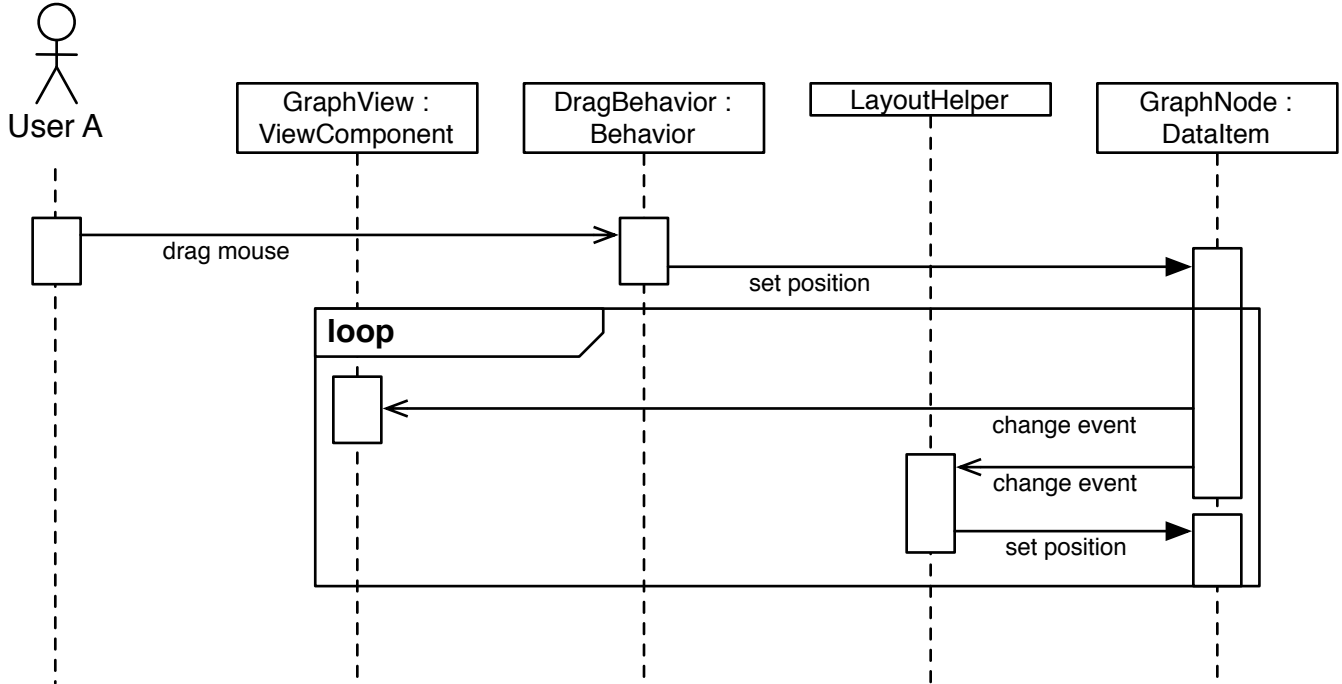 User A
GraphView :
ViewComponent
DragBehavior :
Behavior
LayoutHelper
GraphNode :
DataItem
drag mouse
set position
loop
change event
change event
set position